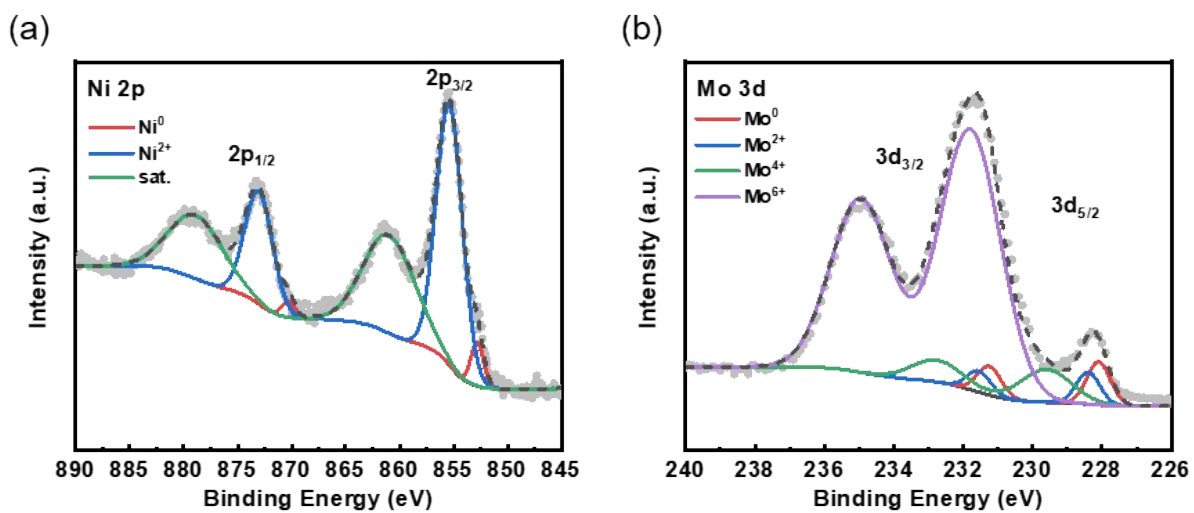 (a)
Ni 2p
Ni⁰
Ni²⁺
sat.
2p₁/₂
2p₃/₂
Intensity (a.u.)
890 885 880 875 870 865 860 855 850 845
Binding Energy (eV)
(b)
Mo 3d
Mo⁰
Mo²⁺
Mo⁴⁺
Mo⁶⁺
3d₃/₂
3d₅/₂
Intensity (a.u.)
240 238 236 234 232 230 228 226
Binding Energy (eV)